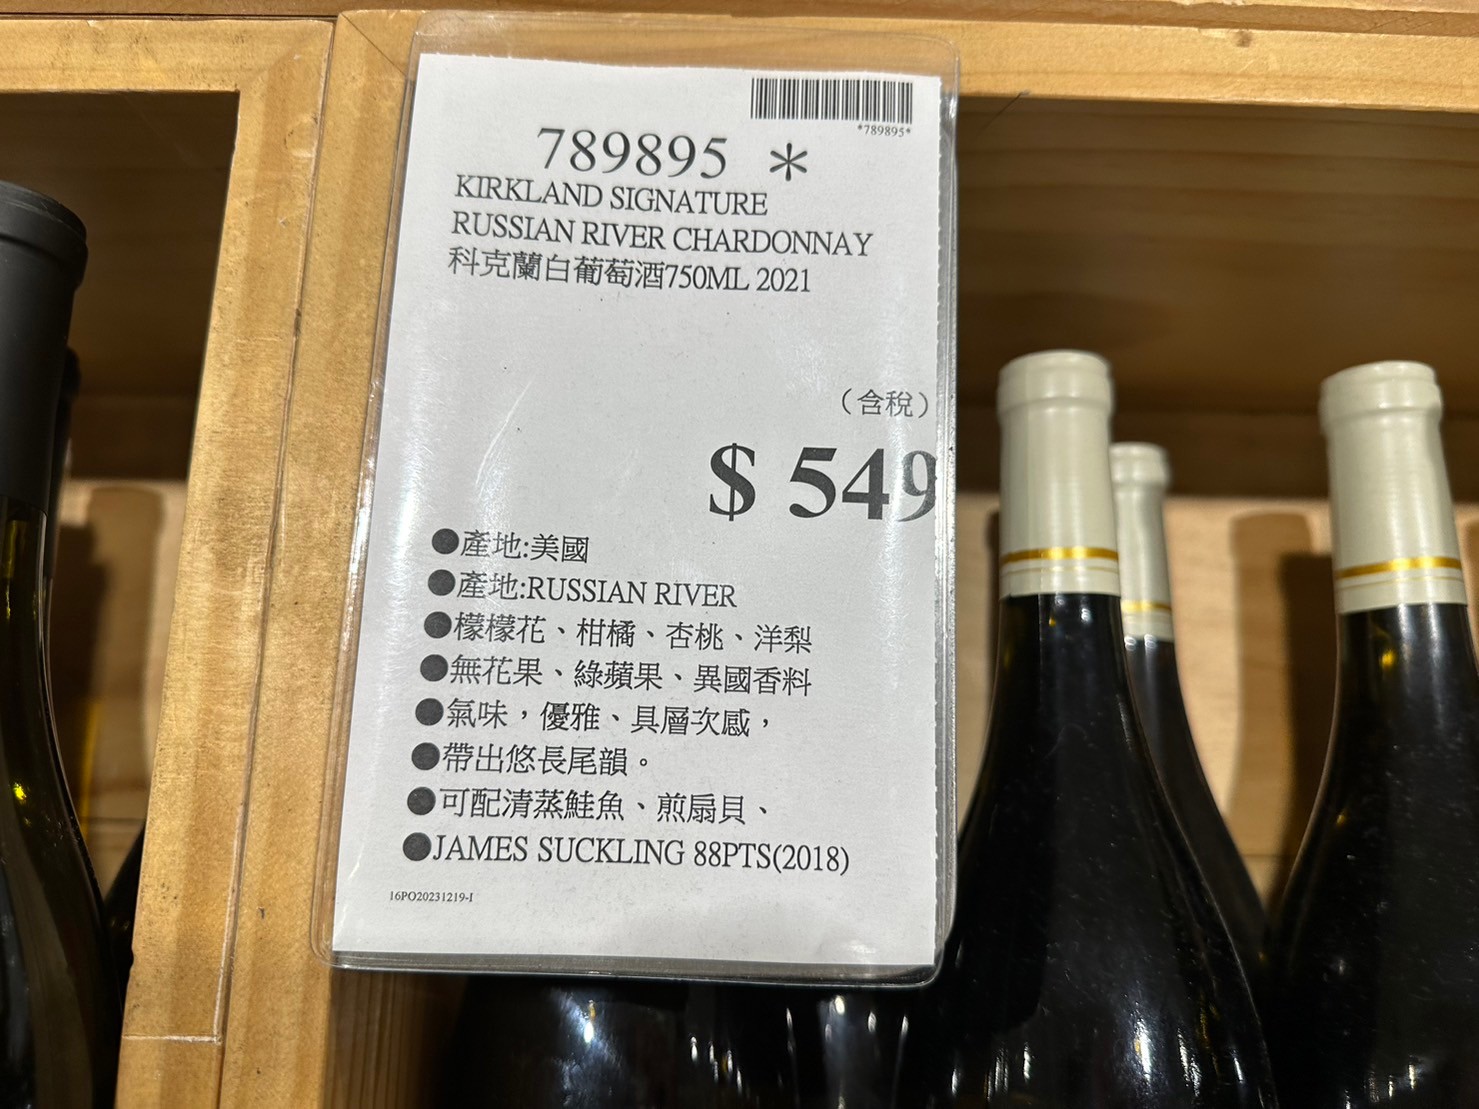 *789895*
789895 *
KIRKLAND SIGNATURE
RUSSIAN RIVER CHARDONNAY
科克蘭白葡萄酒750ML 2021
（含稅）
$ 549
●產地:美國
●產地:RUSSIAN RIVER
●檬檬花、柑橘、杏桃、洋梨
●無花果、綠蘋果、異國香料
●氣味，優雅、具層次感，
●帶出悠長尾韻。
●可配清蒸鮭魚、煎扇貝、
●JAMES SUCKLING 88PTS(2018)
16PO20231219-I